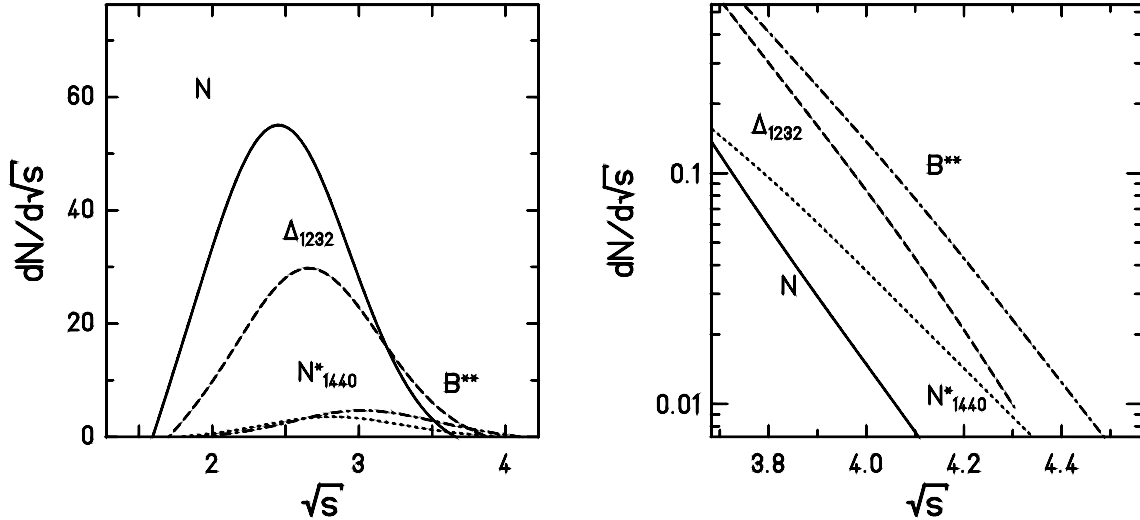 dN/d√s
60
40
20
0
N
Δ1232
N*1440
B**
2
3
4
√s
dN/d√s
0.1
0.01
Δ1232
B**
N
N*1440
3.8
4.0
4.2
4.4
√s